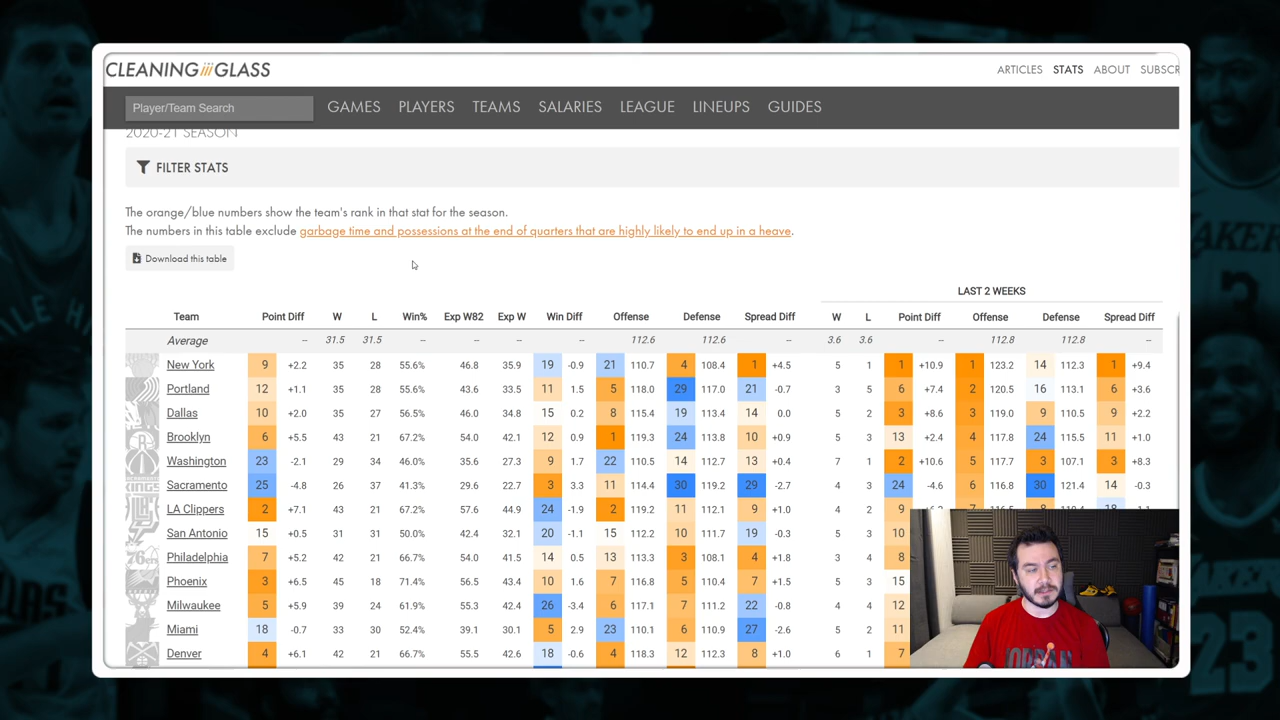 CLEANING iii GLASS
ARTICLES STATS ABOUT SUBSCR
Player/Team Search GAMES PLAYERS TEAMS SALARIES LEAGUE LINEUPS GUIDES
2020-21 SEASON
FILTER STATS
The orange/blue numbers show the team's rank in that stat for the season.
The numbers in this table exclude garbage time and possessions at the end of quarters that are highly likely to end up in a heave.
Download this table
LAST 2 WEEKS
Team Point Diff W L Win% Exp W82 Exp W Win Diff Offense Defense Spread Diff W L Point Diff Offense Defense Spread Diff
Average -- 31.5 31.5 -- -- -- -- 112.6 112.6 -- 3.6 3.6 -- 112.8 112.8 --
New York 9 +2.2 35 28 55.6% 46.8 35.9 19 -0.9 21 110.7 4 108.4 1 +4.5 5 1 1 +10.9 1 123.2 14 112.3 1 +9.4
Portland 12 +1.1 35 28 55.6% 43.6 33.5 11 1.5 5 118.0 29 117.0 21 -0.7 3 5 6 +7.4 2 120.5 16 113.1 6 +3.6
Dallas 10 +2.0 35 27 56.5% 46.0 34.8 15 0.2 8 115.4 19 113.4 14 0.0 5 2 3 +8.6 3 119.0 9 110.5 9 +2.2
Brooklyn 6 +5.5 43 21 67.2% 54.0 42.1 12 0.9 1 119.3 24 113.8 10 +0.9 5 3 13 +2.4 4 117.8 24 115.5 11 +1.0
Washington 23 -2.1 29 34 46.0% 35.6 27.3 9 1.7 22 110.5 14 112.7 13 +0.4 7 1 2 +10.6 5 117.7 3 107.1 3 +8.3
Sacramento 25 -4.8 26 37 41.3% 29.6 22.7 3 3.3 11 114.4 30 119.2 29 -2.7 4 3 24 -4.6 6 116.8 30 121.4 14 -0.3
LA Clippers 2 +7.1 43 21 67.2% 57.6 44.9 24 -1.9 2 119.2 11 112.1 9 +1.0 4 2 9
San Antonio 15 +0.5 31 31 50.0% 42.4 32.1 20 -1.1 15 112.2 10 111.7 19 -0.3 5 3 10
Philadelphia 7 +5.2 42 21 66.7% 54.0 41.5 14 0.5 13 113.3 3 108.1 4 +1.8 3 4 8
Phoenix 3 +6.5 45 18 71.4% 56.5 43.4 10 1.6 7 116.8 5 110.4 7 +1.5 5 3 15
Milwaukee 5 +5.9 39 24 61.9% 55.3 42.4 26 -3.4 6 117.1 7 111.2 22 -0.8 4 4 12
Miami 18 -0.7 33 30 52.4% 39.1 30.1 5 2.9 23 110.1 6 110.9 27 -2.6 5 2 11
Denver 4 +6.1 42 21 66.7% 55.5 42.6 18 -0.6 4 118.3 12 112.3 8 +1.0 6 1 7